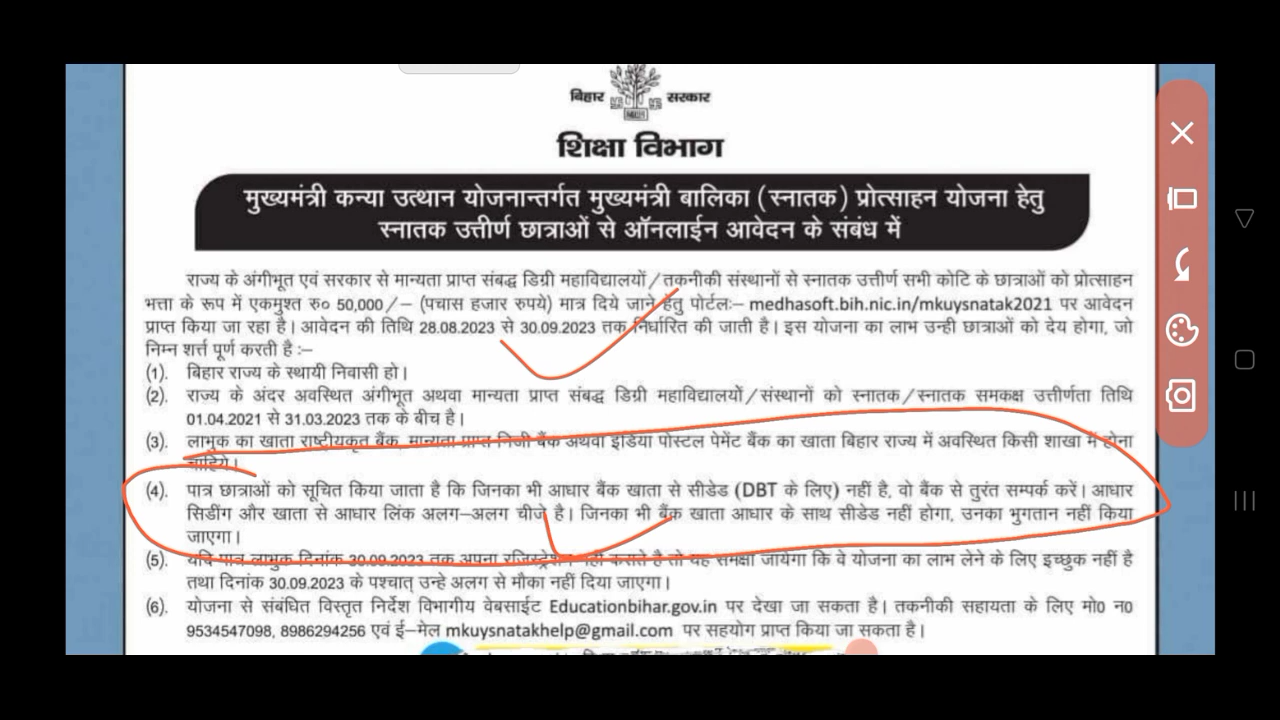 बिहार सरकार
शिक्षा विभाग
मुख्यमंत्री कन्या उत्थान योजनान्तर्गत मुख्यमंत्री बालिका (स्नातक) प्रोत्साहन योजना हेतु
स्नातक उत्तीर्ण छात्राओं से ऑनलाईन आवेदन के संबंध में
राज्य के अंगीभूत एवं सरकार से मान्यता प्राप्त संबद्ध डिग्री महाविद्यालयों/तकनीकी संस्थानों से स्नातक उत्तीर्ण सभी कोटि के छात्राओं को प्रोत्साहन
भत्ता के रूप में एकमुश्त रु० 50,000/– (पचास हजार रुपये) मात्र दिये जाने हेतु पोर्टलः– medhasoft.bih.nic.in/mkuysnatak2021 पर आवेदन
प्राप्त किया जा रहा है। आवेदन की तिथि 28.08.2023 से 30.09.2023 तक निर्धारित की जाती है। इस योजना का लाभ उन्ही छात्राओं को देय होगा, जो
निम्न शर्त्त पूर्ण करती है :–
(1). बिहार राज्य के स्थायी निवासी हो।
(2). राज्य के अंदर अवस्थित अंगीभूत अथवा मान्यता प्राप्त संबद्ध डिग्री महाविद्यालयों/संस्थानों को स्नातक/स्नातक समकक्ष उत्तीर्णता तिथि
01.04.2021 से 31.03.2023 तक के बीच है।
(3). लाभुक का खाता राष्ट्रीयकृत बैंक, मान्यता प्राप्त निजी बैंक अथवा इंडिया पोस्टल पेमेंट बैंक का खाता बिहार राज्य में अवस्थित किसी शाखा में होना
चाहिये।
(4). पात्र छात्राओं को सूचित किया जाता है कि जिनका भी आधार बैंक खाता से सीडेड (DBT के लिए) नहीं है, वो बैंक से तुरंत सम्पर्क करें। आधार
सिडींग और खाता से आधार लिंक अलग–अलग चीजे है। जिनका भी बैंक खाता आधार के साथ सीडेड नहीं होगा, उनका भुगतान नहीं किया
जाएगा।
(5). यदि पात्र लाभुक दिनांक 30.09.2023 तक अपना रजिस्ट्रेशन नही कराते है तो यह समक्षा जायेगा कि वे योजना का लाभ लेने के लिए इच्छुक नहीं है
तथा दिनांक 30.09.2023 के पश्चात् उन्हे अलग से मौका नहीं दिया जाएगा।
(6). योजना से संबंधित विस्तृत निर्देश विभागीय वेबसाईट Educationbihar.gov.in पर देखा जा सकता है। तकनीकी सहायता के लिए मो0 न0
9534547098, 8986294256 एवं ई–मेल mkuysnatakhelp@gmail.com पर सहयोग प्राप्त किया जा सकता है।